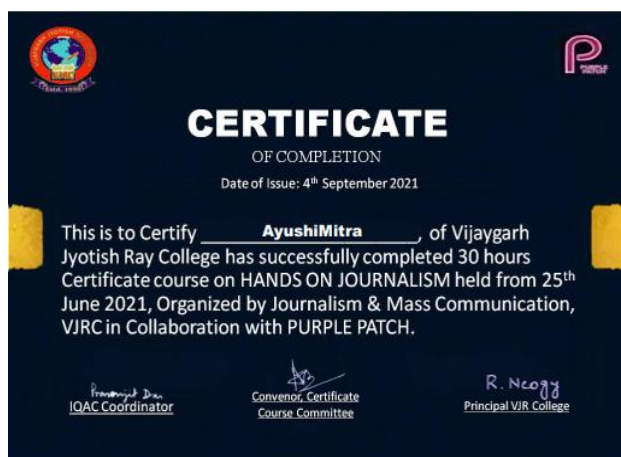 PURPLE
PATCH
CERTIFICATE
OF COMPLETION
Date of Issue: 4th September 2021
This is to Certify AyushiMitra, of Vijaygarh
Jyotish Ray College has successfully completed 30 hours
Certificate course on HANDS ON JOURNALISM held from 25th
June 2021, Organized by Journalism & Mass Communication,
VJRC in Collaboration with PURPLE PATCH.
R. Neogy
IQAC Coordinator
Convenor, Certificate
Course Committee
Principal VJR College